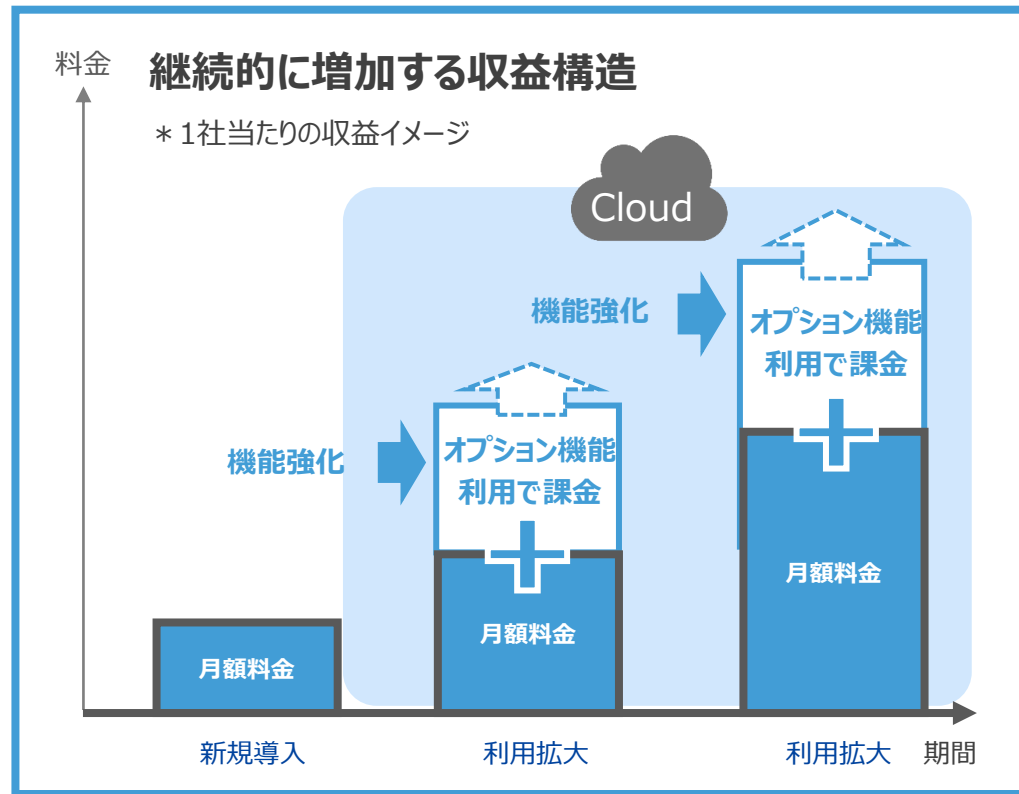 料金
継続的に増加する収益構造
＊1社当たりの収益イメージ
Cloud
機能強化
オプション機能
利用で課金
機能強化
オプション機能
利用で課金
月額料金
月額料金
月額料金
新規導入
利用拡大
利用拡大
期間